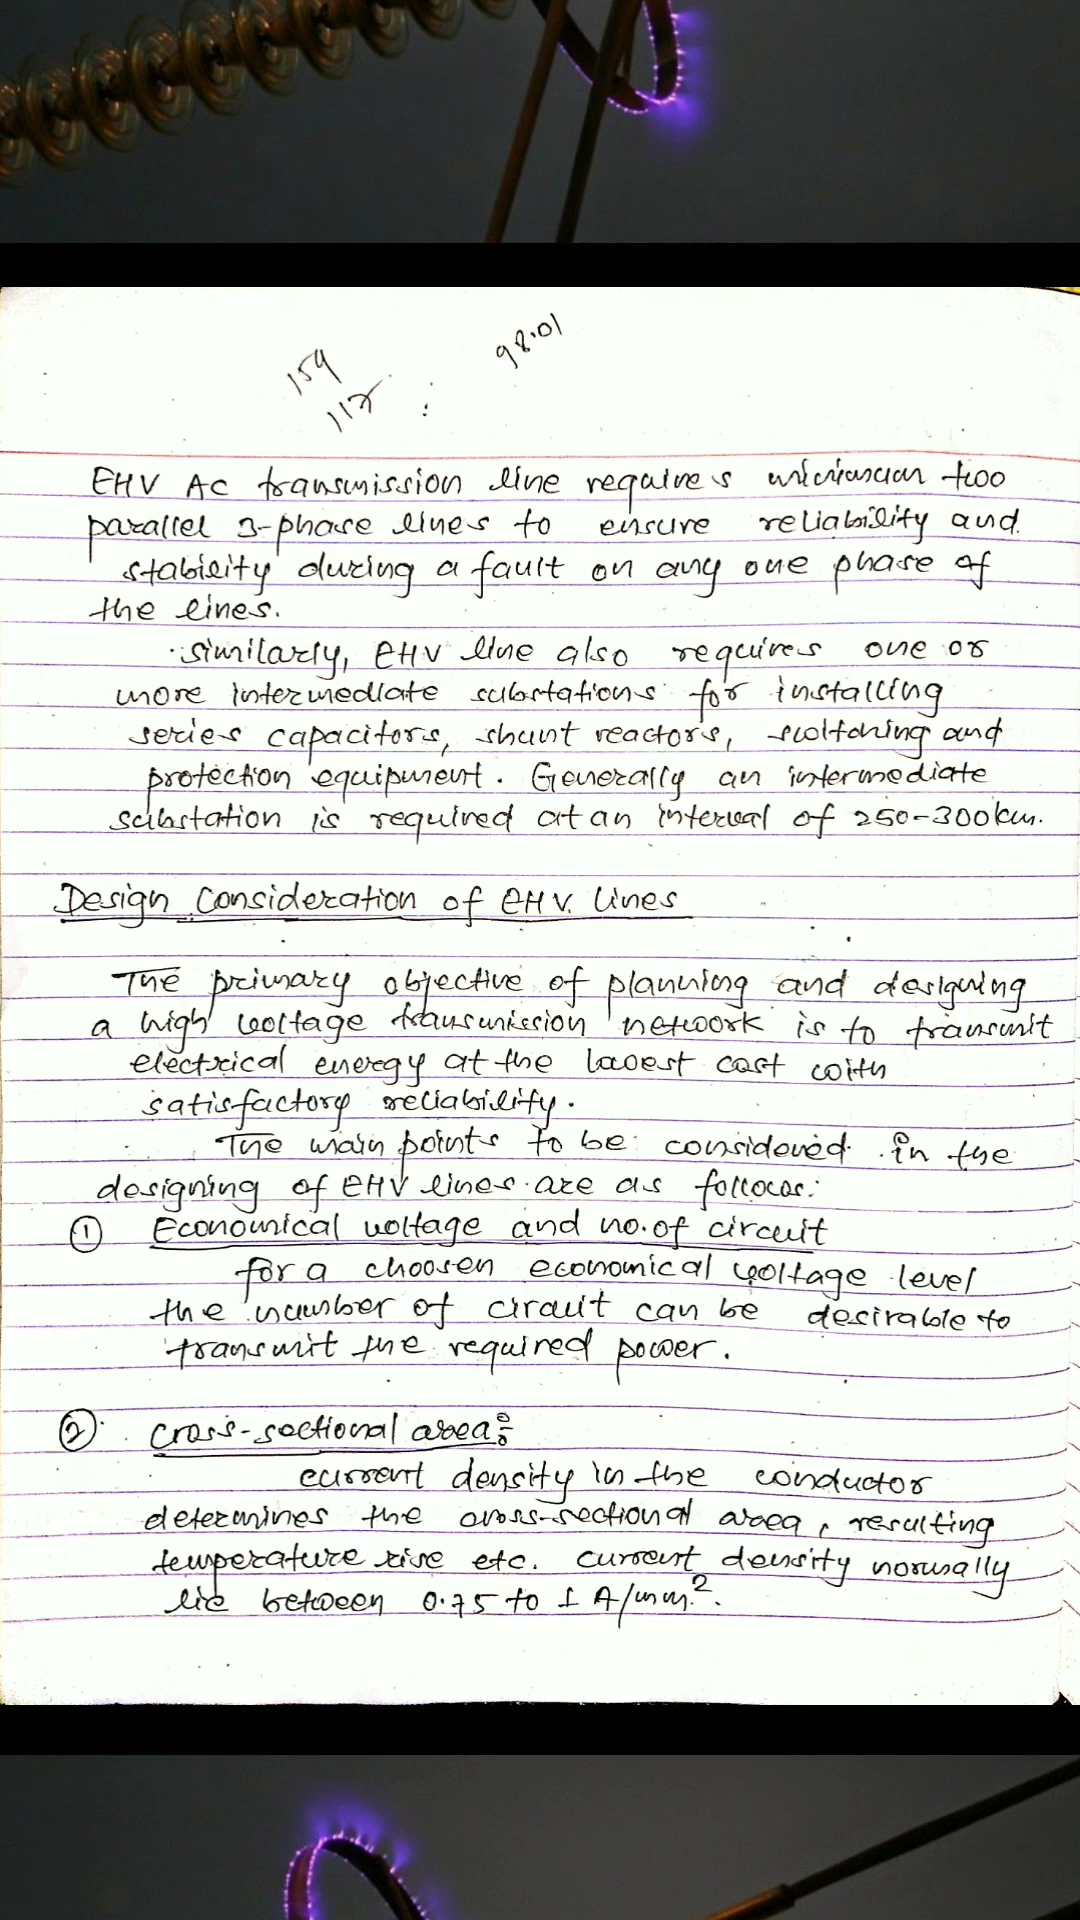 98.01
159
EHV AC transmission line requires minimum two
parallel 3-phase lines to ensure reliability and
stability during a fault on any one phase of
the lines.
similarly, EHV line also requires one or
more intermediate substations for installing
series capacitors, shunt reactors, switching and
protection equipment. Generally an intermediate
substation is required at an interval of 250-300km.
Design Consideration of EHV lines
The primary objective of planning and designing
a high voltage transmission network is to transmit
electrical energy at the lowest cost with
satisfactory reliability.
The main points to be considered in the
designing of EHV lines are as follows:
① Economical voltage and no. of circuit
for a choosen economical voltage level
the number of circuit can be desirable to
transmit the required power.
② Cross-sectional area:
current density in the conductor
determines the cross-sectional area, resulting
temperature rise etc. current density normally
lie between 0.75 to 1 A/mm².